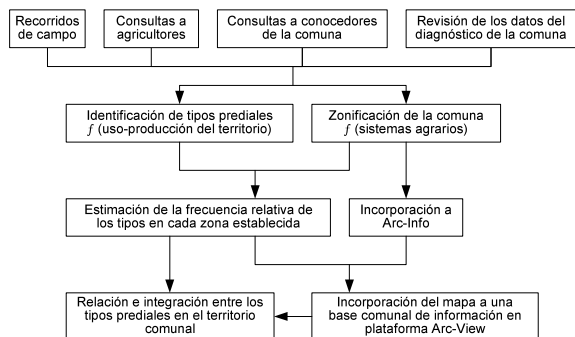 Recorridos
de campo
Consultas a
agricultores
Consultas a conocedores
de la comuna
Revisión de los datos del
diagnóstico de la comuna
Identificación de tipos prediales
f (uso-producción del territorio)
Zonificación de la comuna
f (sistemas agrarios)
Estimación de la frecuencia relativa de
los tipos en cada zona establecida
Incorporación a
Arc-Info
Relación e integración entre los
tipos prediales en el territorio
comunal
Incorporación del mapa a una
base comunal de información en
plataforma Arc-View